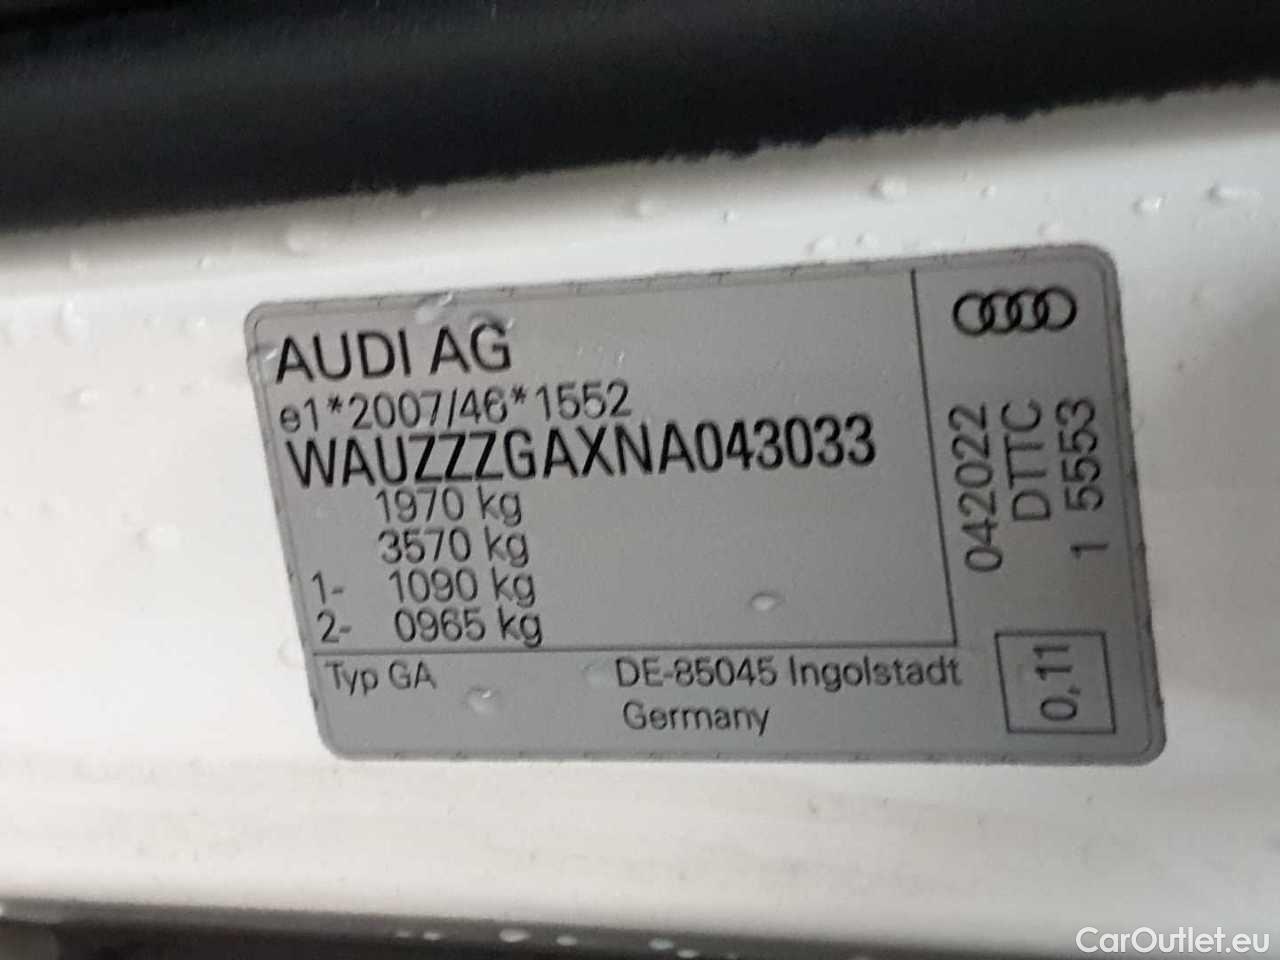 AUDI AG
e1*2007/46*1552
WAUZZZGAXNA043033
1970 kg
3570 kg
1- 1090 kg
2- 0965 kg
Typ GA
DE-85045 Ingolstadt
Germany
042022
DTTC
1 5553
0,11
CarOutlet.eu